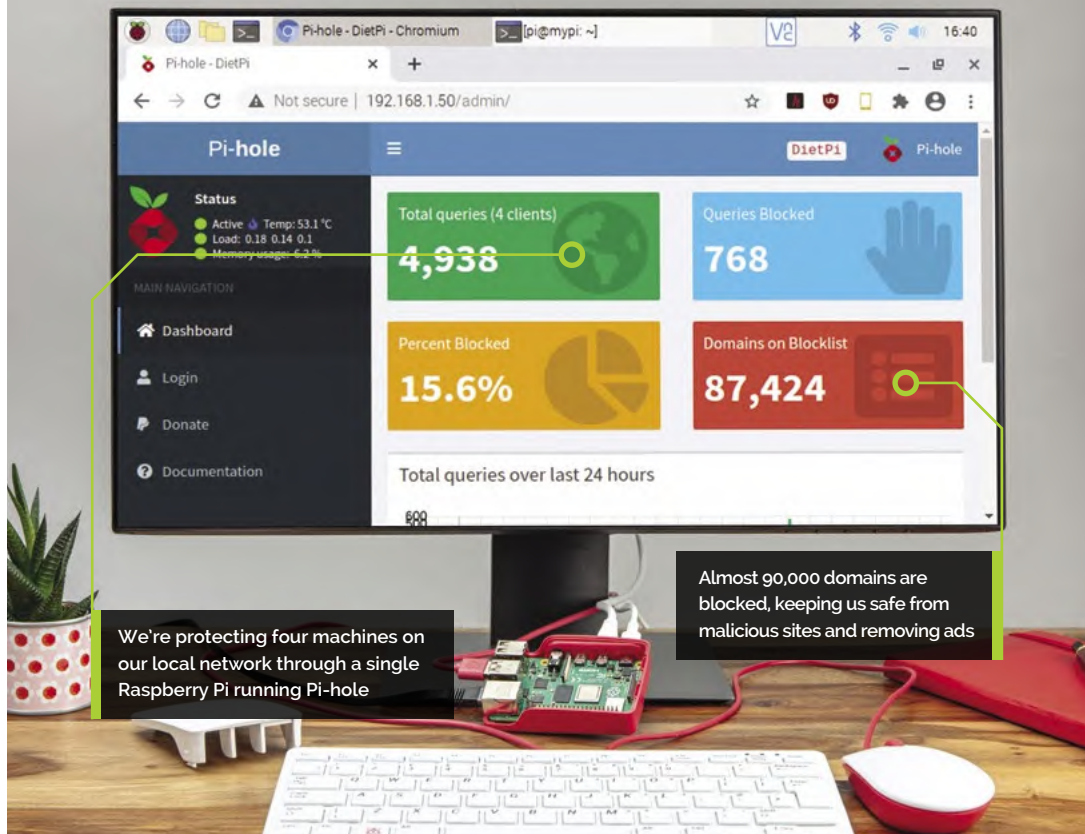 Pi-hole - DietPi - Chromium [pi@mypi: ~] V2 16:40
Pi-hole - DietPi
Not secure | 192.168.1.50/admin/
Pi-hole
DietPi Pi-hole
Status
Active Temp: 53.1 °C
Load: 0.18 0.14 0.1
Memory usage: 6.2 %
Total queries (4 clients)
4,938
Queries Blocked
768
MAIN NAVIGATION
Dashboard
Login
Donate
Documentation
Percent Blocked
15.6%
Domains on Blocklist
87,424
Total queries over last 24 hours
600
We're protecting four machines on
our local network through a single
Raspberry Pi running Pi-hole
Almost 90,000 domains are
blocked, keeping us safe from
malicious sites and removing ads